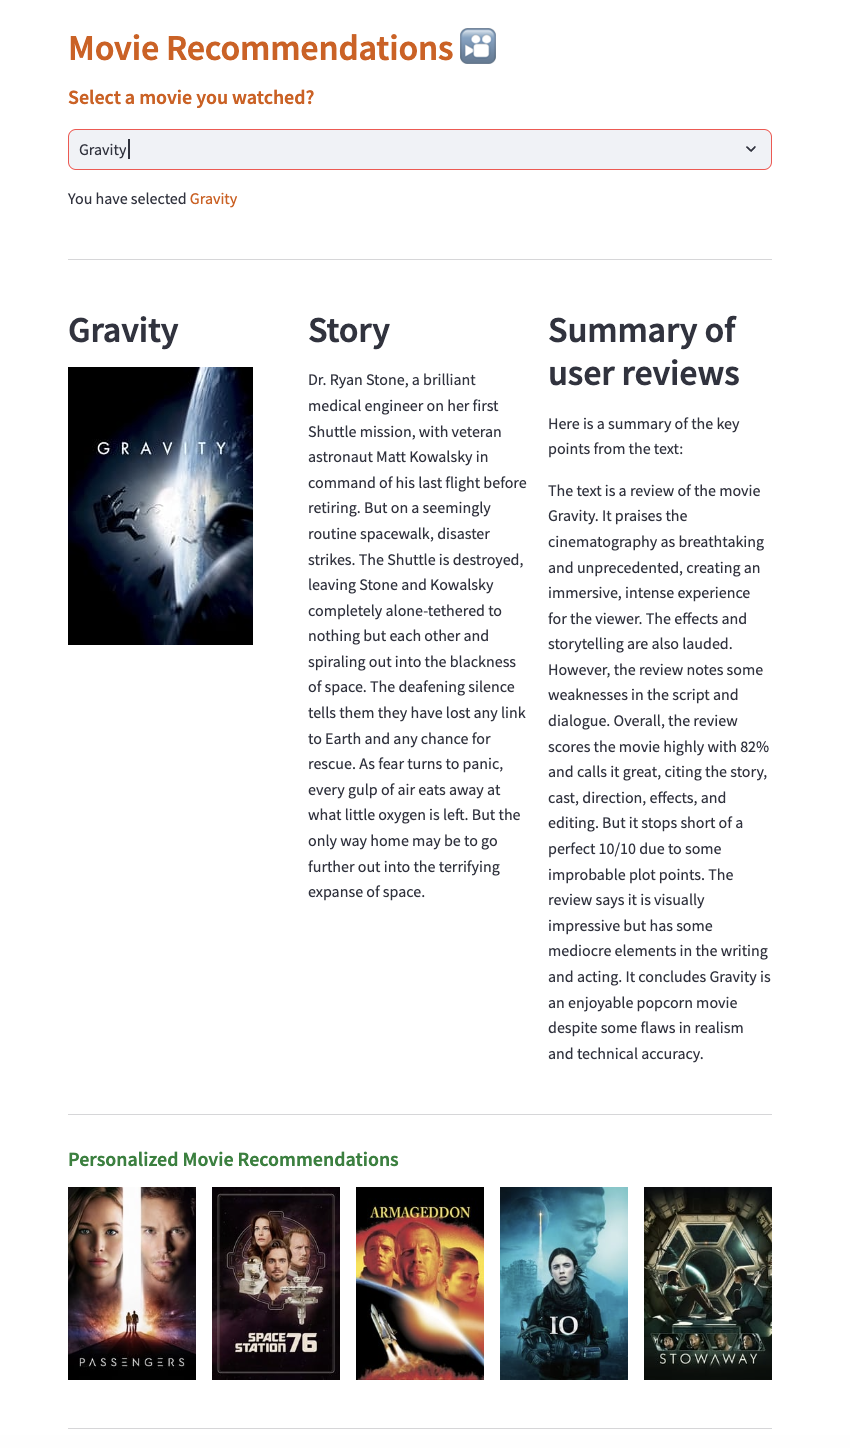 Movie Recommendations
Select a movie you watched?
Gravity
You have selected Gravity
Gravity
GRAVITY
Story
Dr. Ryan Stone, a brilliant
medical engineer on her first
Shuttle mission, with veteran
astronaut Matt Kowalsky in
command of his last flight before
retiring. But on a seemingly
routine spacewalk, disaster
strikes. The Shuttle is destroyed,
leaving Stone and Kowalsky
completely alone-tethered to
nothing but each other and
spiraling out into the blackness
of space. The deafening silence
tells them they have lost any link
to Earth and any chance for
rescue. As fear turns to panic,
every gulp of air eats away at
what little oxygen is left. But the
only way home may be to go
further out into the terrifying
expanse of space.
Summary of
user reviews
Here is a summary of the key
points from the text:
The text is a review of the movie
Gravity. It praises the
cinematography as breathtaking
and unprecedented, creating an
immersive, intense experience
for the viewer. The effects and
storytelling are also lauded.
However, the review notes some
weaknesses in the script and
dialogue. Overall, the review
scores the movie highly with 82%
and calls it great, citing the story,
cast, direction, effects, and
editing. But it stops short of a
perfect 10/10 due to some
improbable plot points. The
review says it is visually
impressive but has some
mediocre elements in the writing
and acting. It concludes Gravity is
an enjoyable popcorn movie
despite some flaws in realism
and technical accuracy.
Personalized Movie Recommendations
PASSENGERS
SPACE
STATION 76
ARMAGEDDON
IO
STOWAWAY